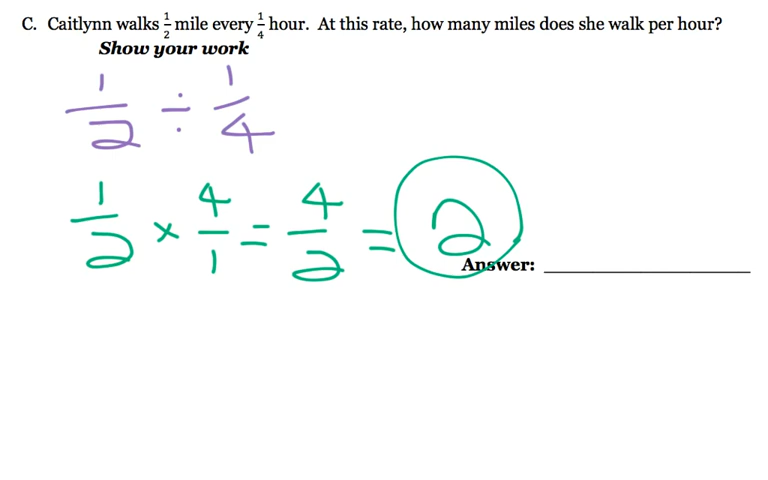 C. Caitlynn walks 1/2 mile every 1/4 hour. At this rate, how many miles does she walk per hour?
Show your work
1/2 ÷ 1/4
1/2 × 4/1 = 4/2 = 2
Answer: